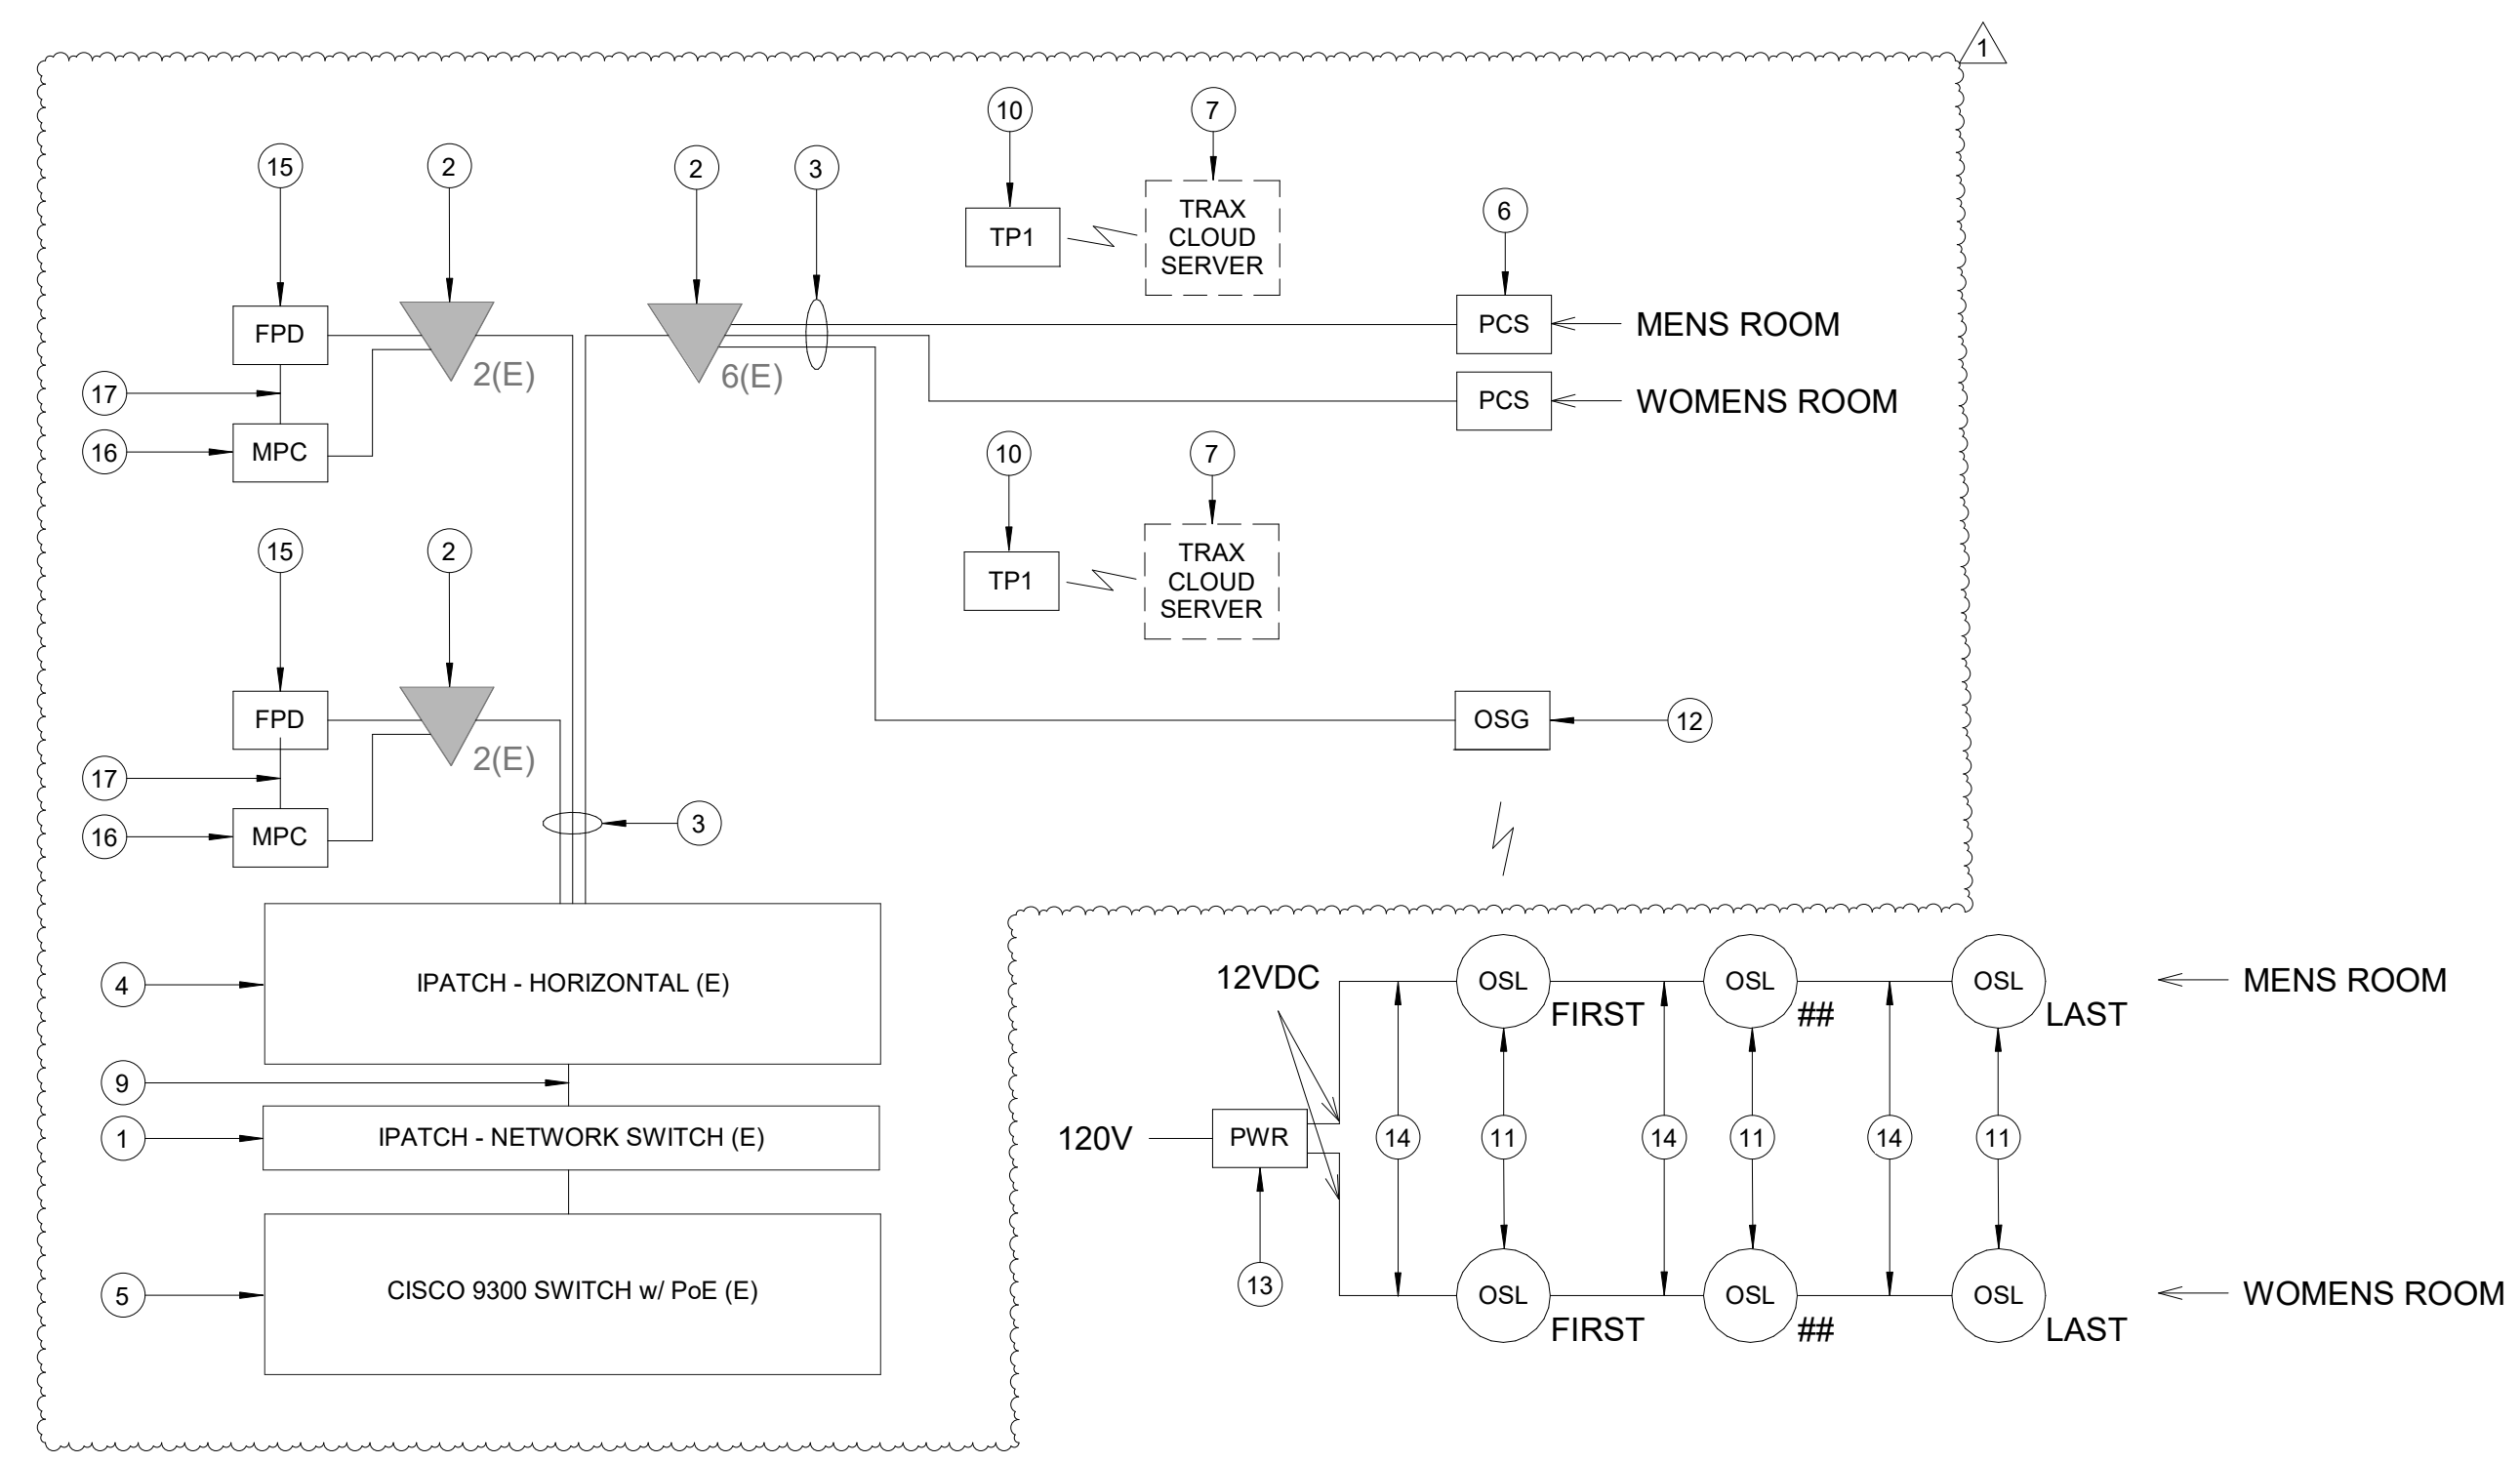 1
10
7
15
2
2
3
TRAX
CLOUD
SERVER
6
TP1
FPD
PCS
MENS ROOM
2(E)
6(E)
17
PCS
WOMENS ROOM
16
MPC
10
7
15
2
TRAX
CLOUD
SERVER
TP1
FPD
OSG
12
2(E)
17
16
MPC
3
4
IPATCH - HORIZONTAL (E)
12VDC
OSL
OSL
OSL
MENS ROOM
FIRST
##
LAST
9
1
IPATCH - NETWORK SWITCH (E)
120V
PWR
14
11
14
11
14
11
5
CISCO 9300 SWITCH w/ PoE (E)
13
OSL
OSL
OSL
WOMENS ROOM
FIRST
##
LAST